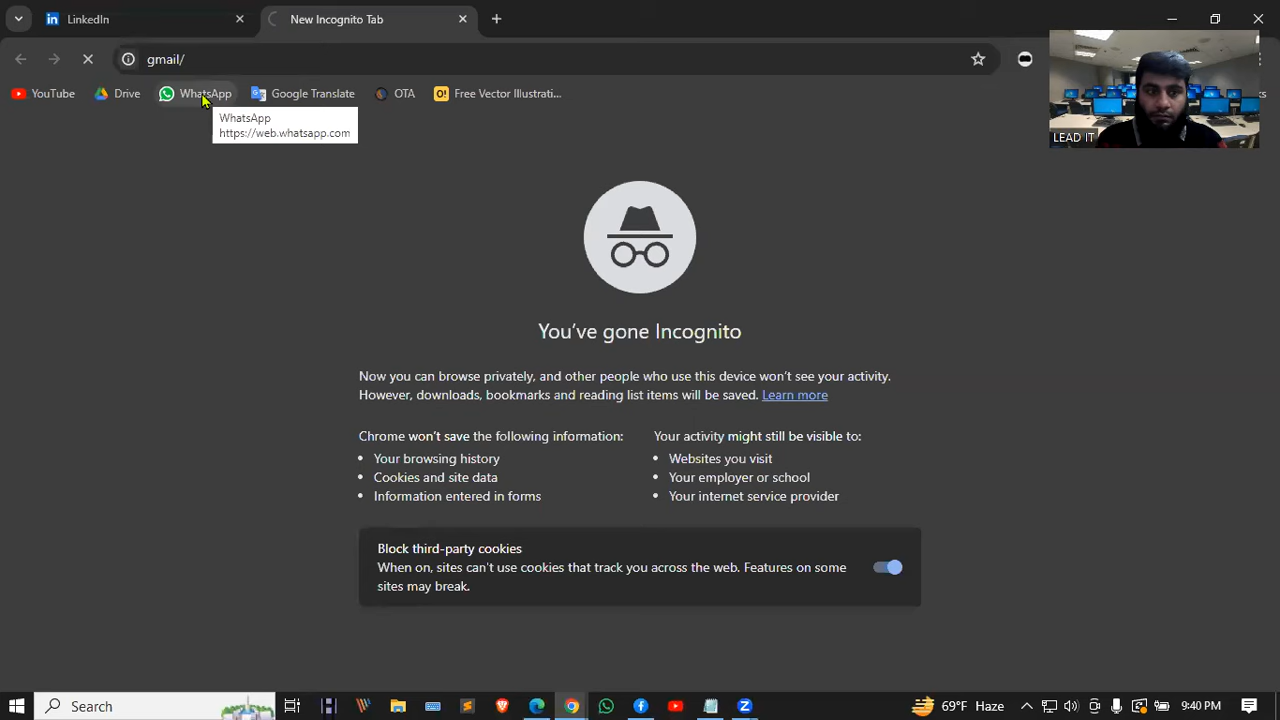 LinkedIn
New Incognito Tab
gmail/
YouTube
Drive
WhatsApp
Google Translate
OTA
Free Vector Illustrati...
WhatsApp
https://web.whatsapp.com
LEAD IT
You've gone Incognito
Now you can browse privately, and other people who use this device won't see your activity.
However, downloads, bookmarks and reading list items will be saved. Learn more
Chrome won't save the following information:
• Your browsing history
• Cookies and site data
• Information entered in forms
Your activity might still be visible to:
• Websites you visit
• Your employer or school
• Your internet service provider
Block third-party cookies
When on, sites can't use cookies that track you across the web. Features on some
sites may break.
Search
69°F Haze
9:40 PM